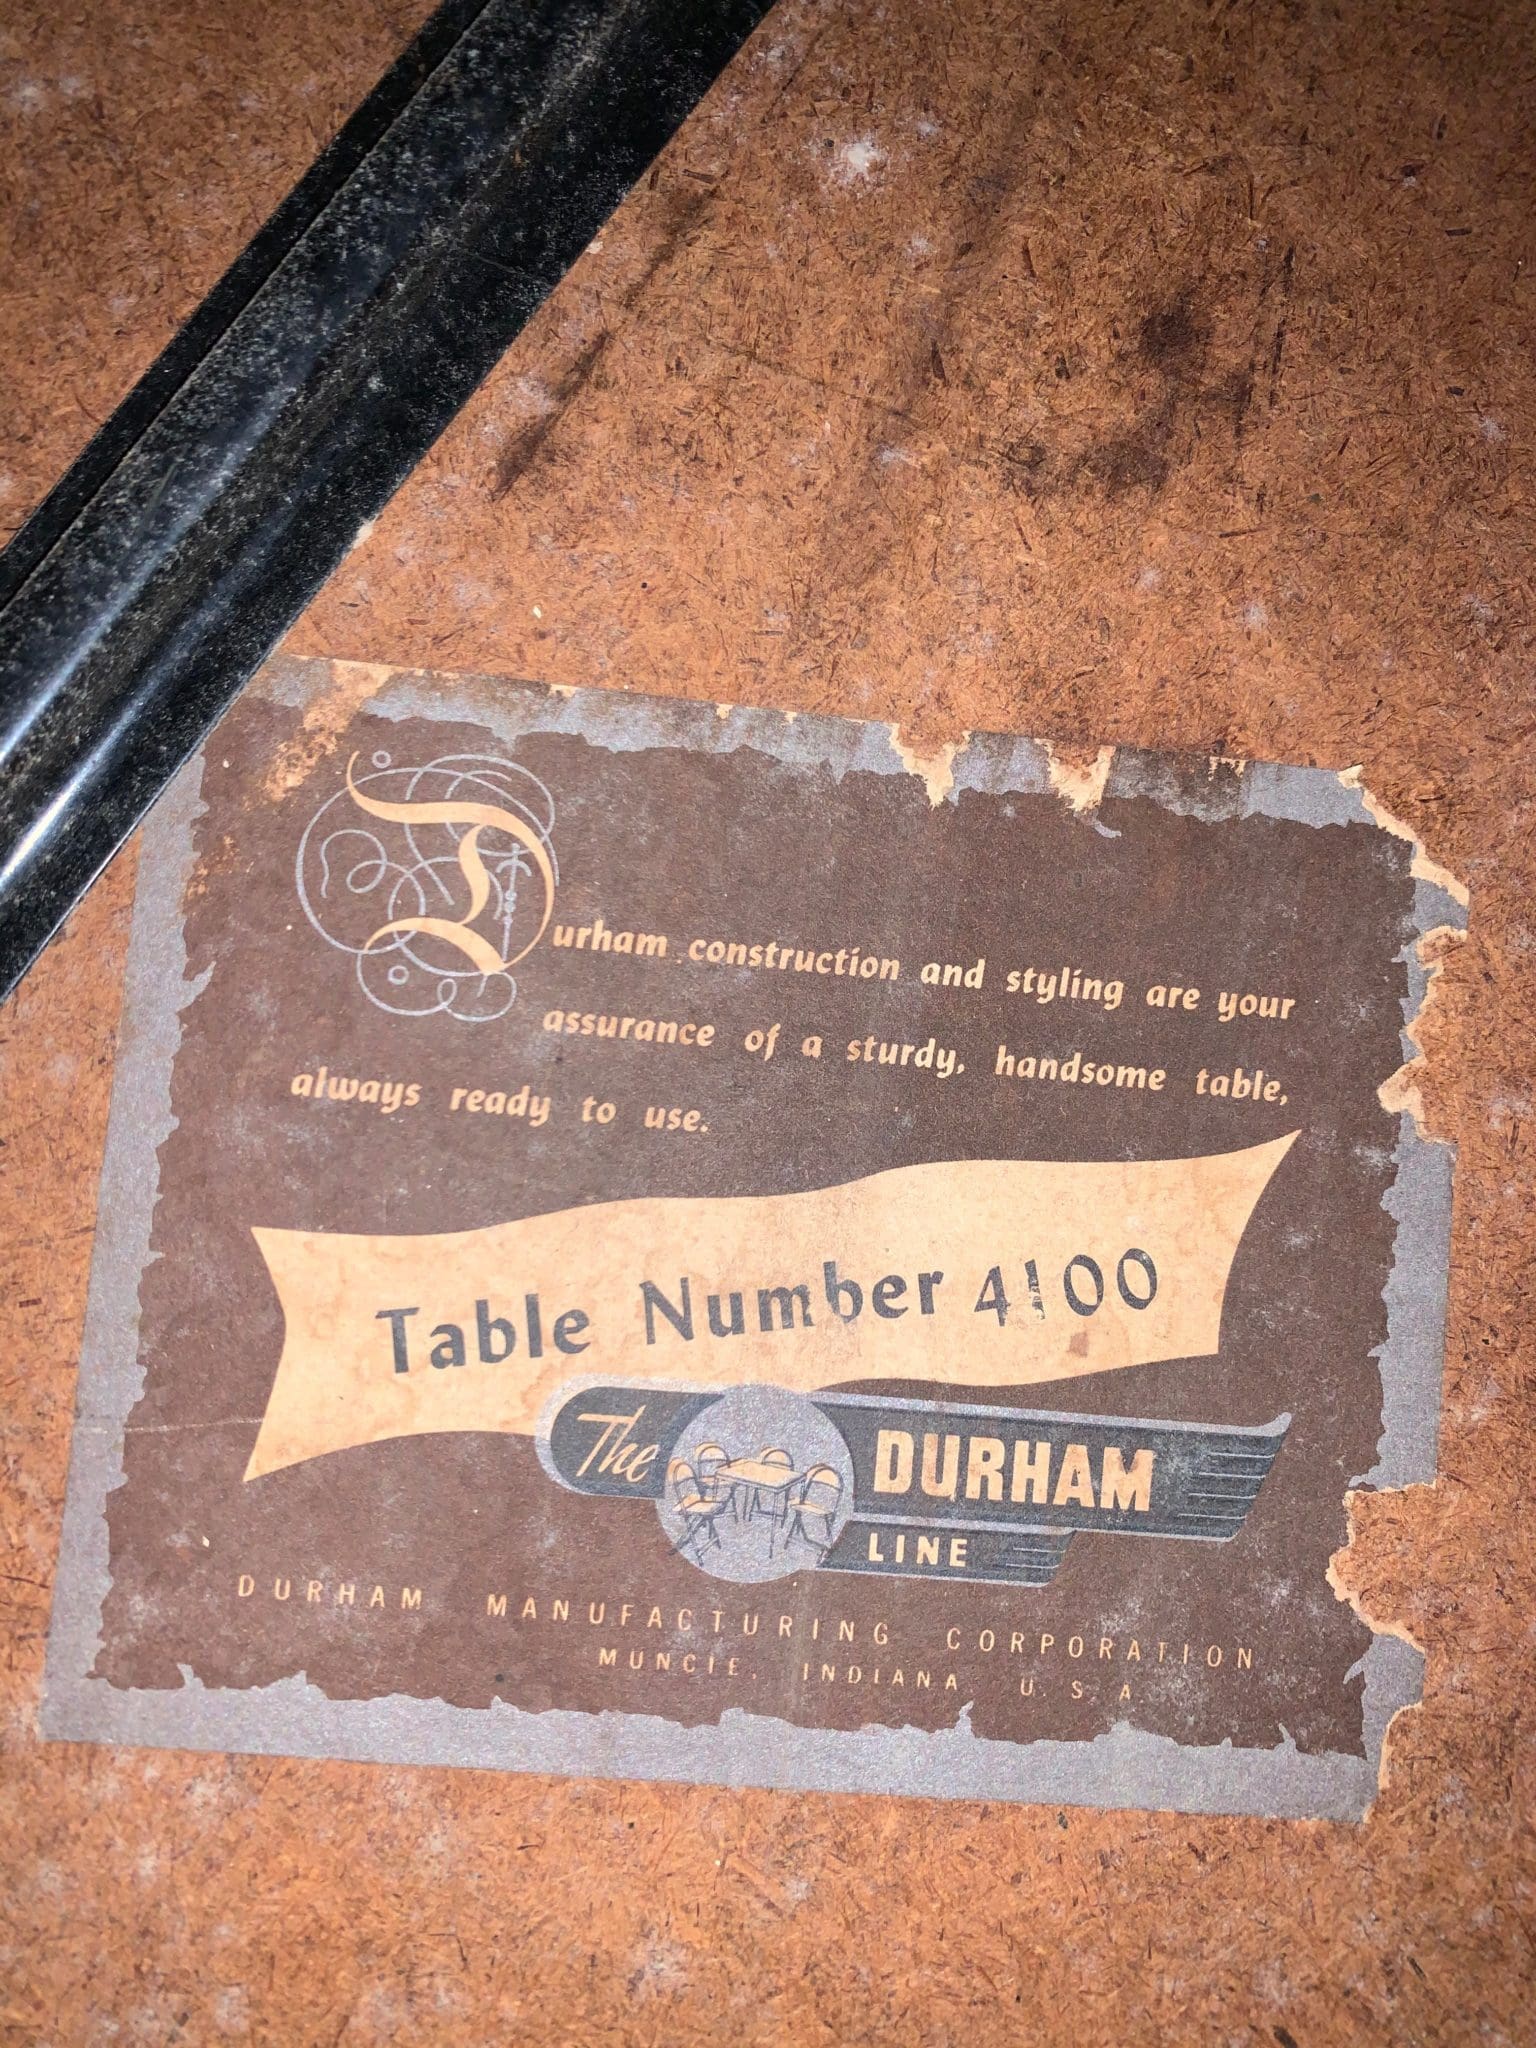 Durham construction and styling are your
assurance of a sturdy, handsome table,
always ready to use.
Table Number 4100
The DURHAM
LINE
DURHAM MANUFACTURING CORPORATION
MUNCIE, INDIANA U. S. A.